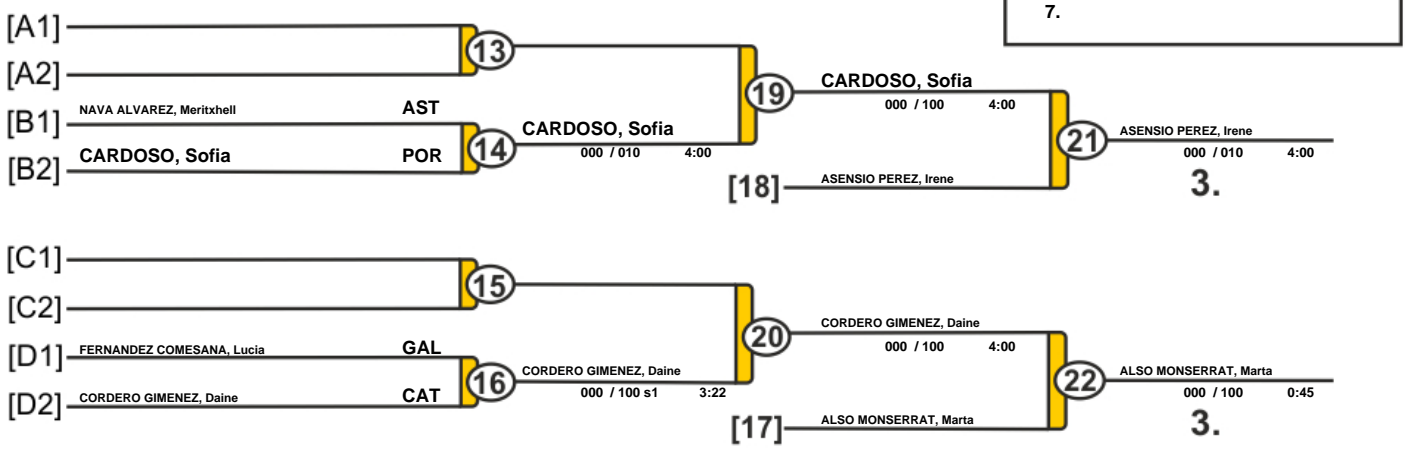 7.
[A1]
13
[A2]
19
CARDOSO, Sofia
000 / 100 4:00
[B1] NAVA ALVAREZ, Meritxhell AST
14
CARDOSO, Sofia
000 / 010 4:00
[B2] CARDOSO, Sofia POR
21
ASENSIO PEREZ, Irene
000 / 010 4:00
3.
[18] ASENSIO PEREZ, Irene
[C1]
15
[C2]
20
CORDERO GIMENEZ, Daine
000 / 100 4:00
[D1] FERNANDEZ COMESANA, Lucia GAL
16
CORDERO GIMENEZ, Daine
000 / 100 s1 3:22
[D2] CORDERO GIMENEZ, Daine CAT
22
ALSO MONSERRAT, Marta
000 / 100 0:45
3.
[17] ALSO MONSERRAT, Marta